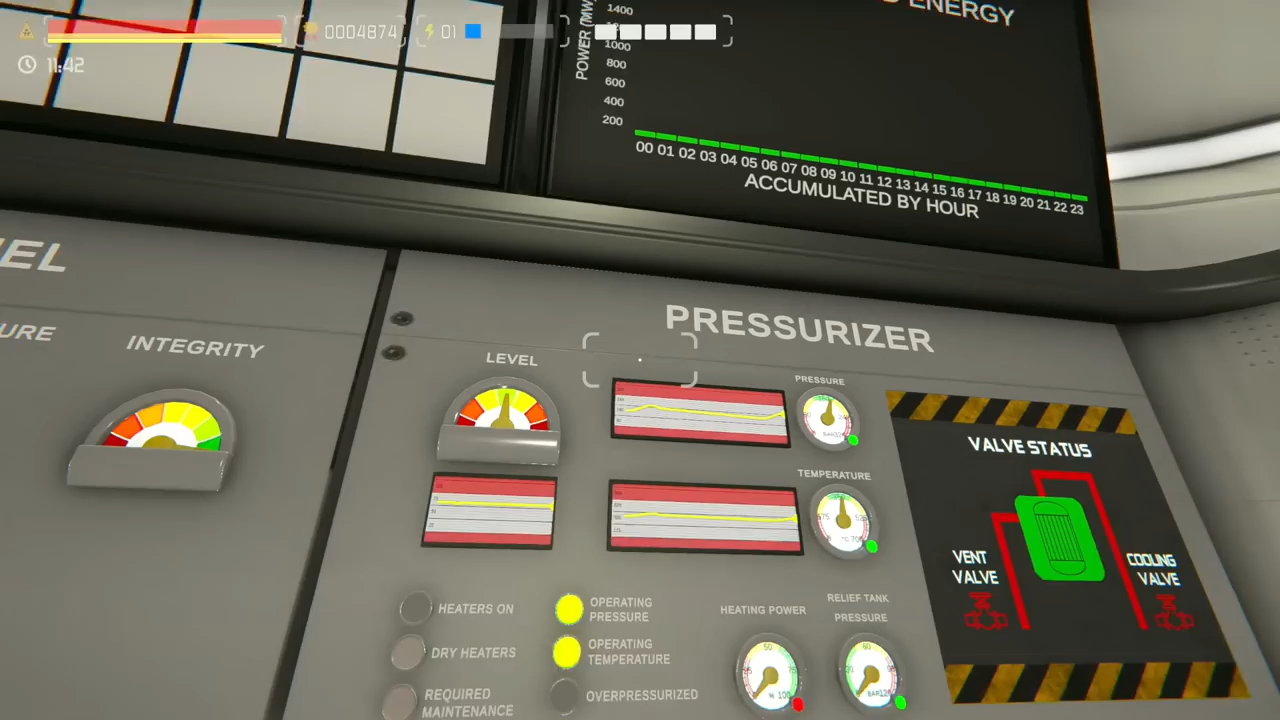 0004874
01
11:42
ENERGY
POWER (MW
1400
1000
800
600
400
200
00 01 02 03 04 05 06 07 08 09 10 11 12 13 14 15 16 17 18 19 20 21 22 23
ACCUMULATED BY HOUR
EL
URE
INTEGRITY
PRESSURIZER
LEVEL
PRESSURE
TEMPERATURE
VALVE STATUS
VENT
VALVE
COOLING
VALVE
HEATERS ON
DRY HEATERS
REQUIRED
MAINTENANCE
OPERATING
PRESSURE
OPERATING
TEMPERATURE
OVERPRESSURIZED
HEATING POWER
50
% 100
RELIEF TANK
PRESSURE